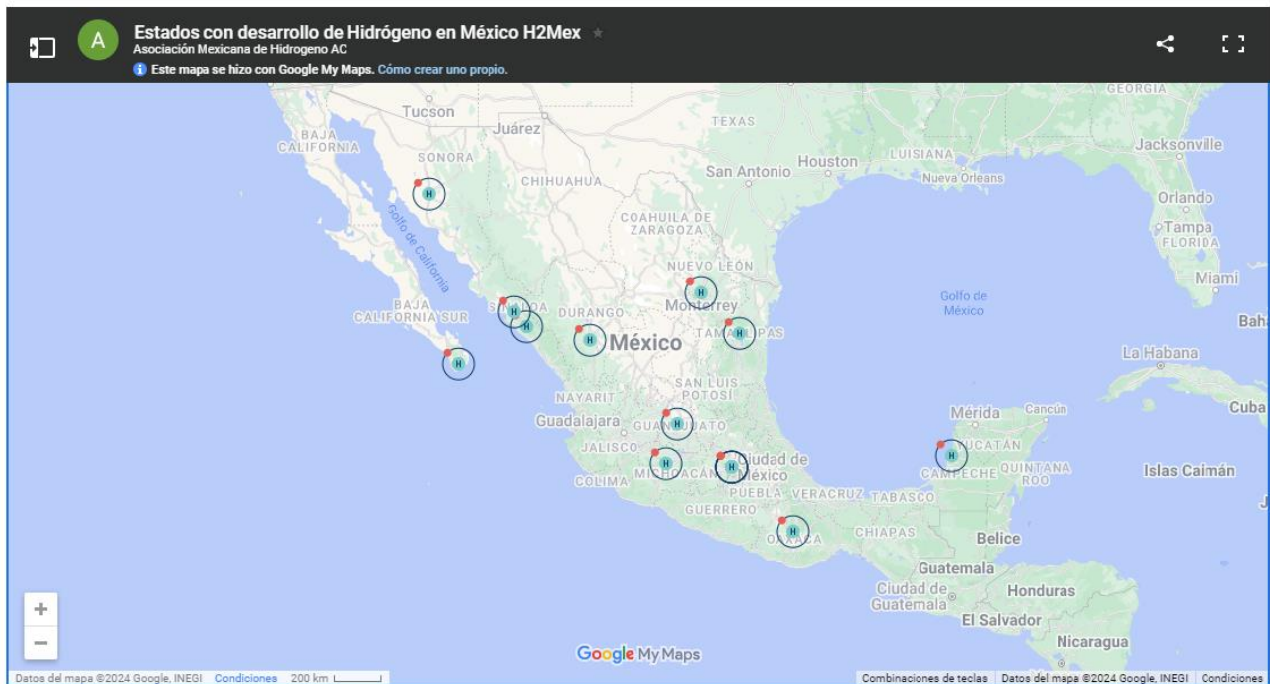 A
Estados con desarrollo de Hidrógeno en México H2Mex
Asociación Mexicana de Hidrogeno AC
Este mapa se hizo con Google My Maps. Cómo crear uno propio.
GEORGIA
Tucson
Juárez
TEXAS
Jacksonville
BAJA
CALIFORNIA
SONORA
Houston
LUISIANA
San Antonio
Nueva Orleans
CHIHUAHUA
Orlando
H
COAHUILA DE
ZARAGOZA
Tampa
FLORIDA
Golfo de California
NUEVO LEÓN
Miami
H
Monterrey
Golfo de
México
BAJA
CALIFORNIA SUR
H
DURANGO
H
TAMAULIPAS
H
H
México
La Habana
H
SAN LUIS
POTOSÍ
NAYARIT
Cuba
Mérida
Cancún
Guadalajara
GUANAJUATO
H
JALISCO
YUCATÁN
H
Ciudad de
México
H
H
MICHOACÁN
CAMPECHE
QUINTANA
ROO
Islas Caimán
COLIMA
PUEBLA
VERACRUZ
TABASCO
GUERRERO
H
OAXACA
CHIAPAS
Belice
Guatemala
Ciudad de
Guatemala
Honduras
El Salvador
Nicaragua
+
−
Google My Maps
Datos del mapa ©2024 Google, INEGI Condiciones 200 km
Combinaciones de teclas Datos del mapa ©2024 Google, INEGI Condiciones